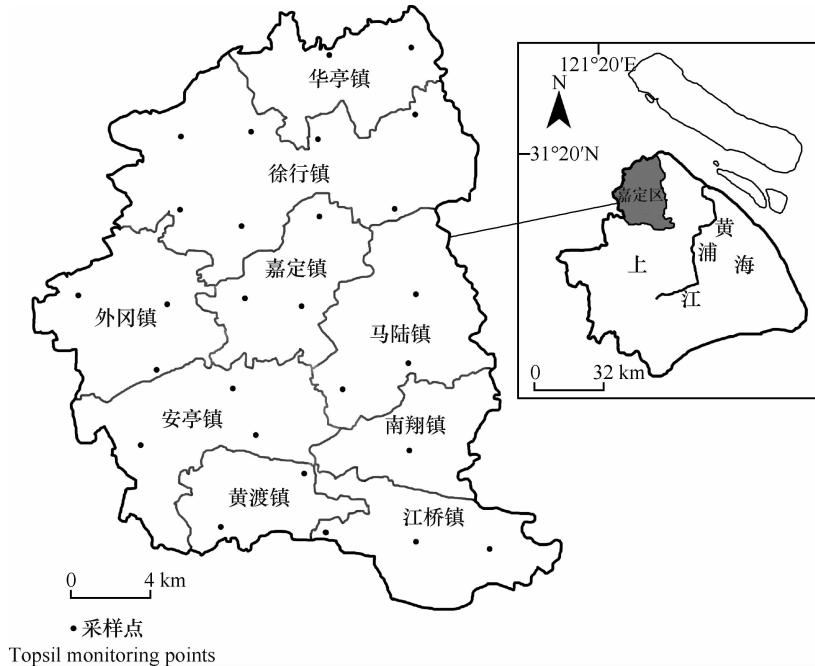 华亭镇
徐行镇
嘉定镇
外冈镇
马陆镇
安亭镇
南翔镇
黄渡镇
江桥镇
0 4 km
采样点
Topsil monitoring points
121°20′E
N
31°20′N
嘉定区
黄
浦
江
上
海
0 32 km